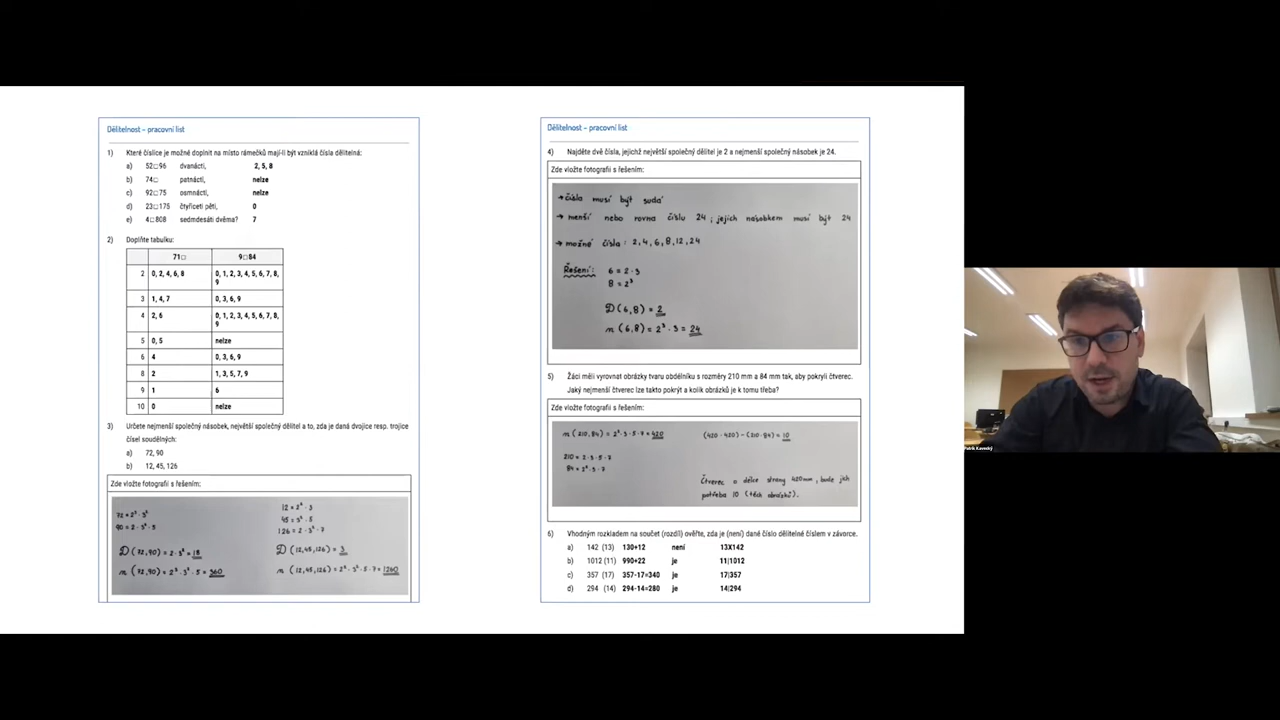 Dělitelnost – pracovní list
1) Které číslice je možné doplnit na místo rámečků mají-li být vzniklá čísla dělitelná:
a) 52□96 dvanácti, 2, 5, 8
b) 74□ patnácti, nelze
c) 92□75 osmnácti, nelze
d) 23□175 čtyřiceti pěti, 0
e) 4□808 sedmdesáti dvěma? 7
2) Doplňte tabulku:
71□ 9□84
2 0, 2, 4, 6, 8 0, 1, 2, 3, 4, 5, 6, 7, 8,
9
3 1, 4, 7 0, 3, 6, 9
4 2, 6 0, 1, 2, 3, 4, 5, 6, 7, 8,
9
5 0, 5 nelze
6 4 0, 3, 6, 9
8 2 1, 3, 5, 7, 9
9 1 6
10 0 nelze
3) Určete nejmenší společný násobek, největší společný dělitel a to, zda je daná dvojice resp. trojice
čísel soudělných:
a) 72, 90
b) 12, 45, 126
Zde vložte fotografii s řešením:
72 = 2³ · 3²
90 = 2 · 3² · 5
D (72,90) = 2 · 3² = 18
n (72,90) = 2³ · 3² · 5 = 360
12 = 2² · 3
45 = 3² · 5
126 = 2 · 3² · 7
D (12,45,126) = 3
n (12,45,126) = 2² · 3² · 5 · 7 = 1260
Dělitelnost – pracovní list
4) Najděte dvě čísla, jejichž největší společný dělitel je 2 a nejmenší společný násobek je 24.
Zde vložte fotografii s řešením:
→ čísla musí být sudá
→ menší nebo rovna číslu 24 ; jejich násobkem musí být 24
→ možné čísla : 2, 4, 6, 8, 12, 24
Řešení: 6 = 2 · 3
8 = 2³
D (6,8) = 2
n (6,8) = 2³ · 3 = 24
5) Žáci měli vyrovnat obrázky tvaru obdélníku s rozměry 210 mm a 84 mm tak, aby pokryli čtverec.
Jaký nejmenší čtverec lze takto pokrýt a kolik obrázků je k tomu třeba?
Zde vložte fotografii s řešením:
n (210,84) = 2² · 3 · 5 · 7 = 420
210 = 2 · 3 · 5 · 7
84 = 2² · 3 · 7
(420 · 420) – (210 · 84) = 10
Čtverec o délce strany 420mm, bude jich
potřeba 10 (těch obrázků).
6) Vhodným rozkladem na součet (rozdíl) ověřte, zda je (není) dané číslo dělitelné číslem v závorce.
a) 142 (13) 130+12 není 13X142
b) 1012 (11) 990+22 je 11|1012
c) 357 (17) 357-17=340 je 17|357
d) 294 (14) 294-14=280 je 14|294
Patrik Kavecký